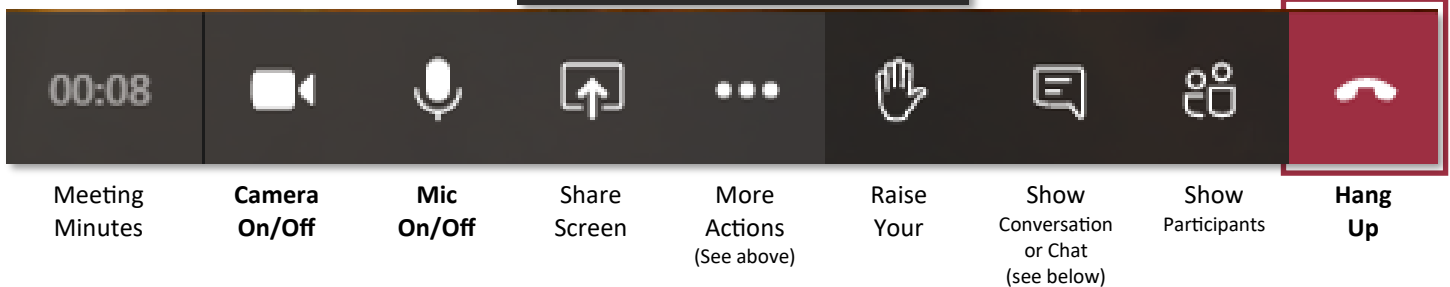 00:08
Meeting
Minutes
Camera
On/Off
Mic
On/Off
Share
Screen
More
Actions
(See above)
Raise
Your
Show
Conversation
or Chat
(see below)
Show
Participants
Hang
Up